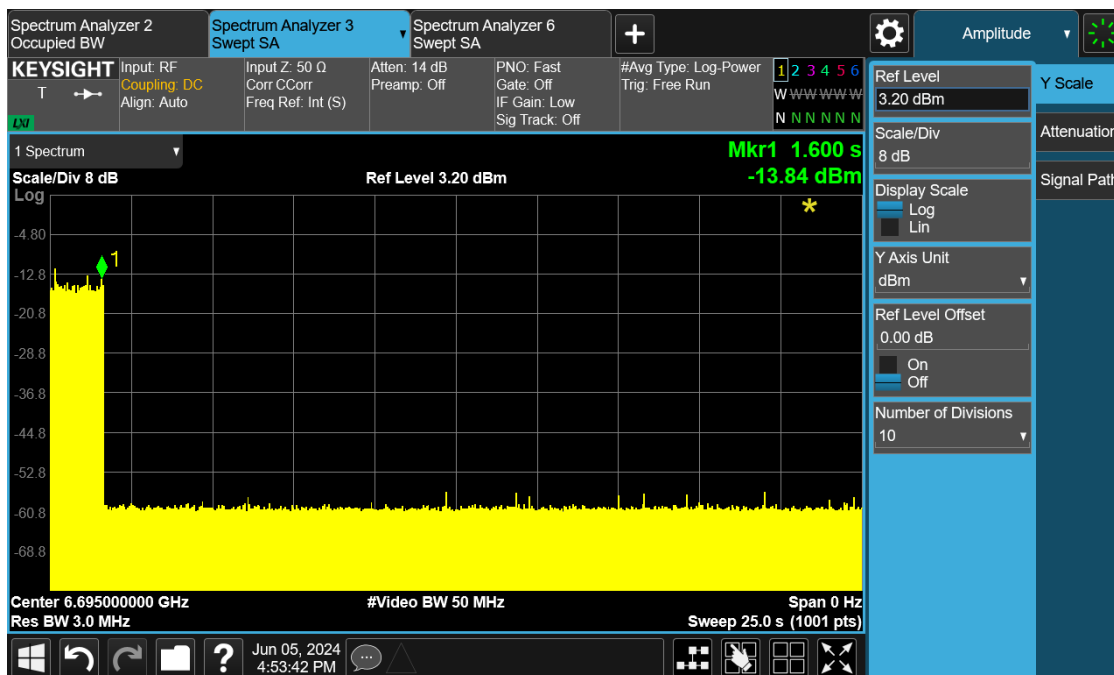 Spectrum Analyzer 2
Occupied BW
Spectrum Analyzer 3
Swept SA
Spectrum Analyzer 6
Swept SA
Amplitude
KEYSIGHT
T
LXI
Input: RF
Coupling: DC
Align: Auto
Input Z: 50 Ω
Corr CCorr
Freq Ref: Int (S)
Atten: 14 dB
Preamp: Off
PNO: Fast
Gate: Off
IF Gain: Low
Sig Track: Off
#Avg Type: Log-Power
Trig: Free Run
1 2 3 4 5 6
W W W W W W
N N N N N N
1 Spectrum
Scale/Div 8 dB
Ref Level 3.20 dBm
Mkr1 1.600 s
-13.84 dBm
Log
*
1
-4.80
-12.8
-20.8
-28.8
-36.8
-44.8
-52.8
-60.8
-68.8
Center 6.695000000 GHz
#Video BW 50 MHz
Span 0 Hz
Res BW 3.0 MHz
Sweep 25.0 s (1001 pts)
Jun 05, 2024
4:53:42 PM
Ref Level
3.20 dBm
Scale/Div
8 dB
Display Scale
Log
Lin
Y Axis Unit
dBm
Ref Level Offset
0.00 dB
On
Off
Number of Divisions
10
Y Scale
Attenuation
Signal Path